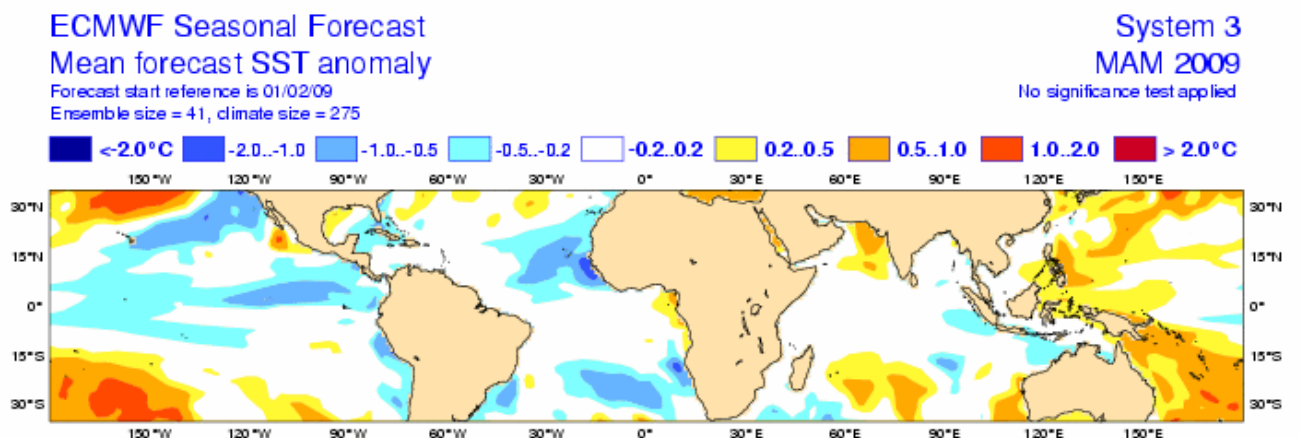 ECMWF Seasonal Forecast
System 3
Mean forecast SST anomaly
MAM 2009
Forecast start reference is 01/02/09
No significance test applied
Ensemble size = 41, climate size = 275
<-2.0°C -2.0..-1.0 -1.0..-0.5 -0.5..-0.2 -0.2..0.2 0.2..0.5 0.5..1.0 1.0..2.0 > 2.0°C
150°W 120°W 90°W 60°W 30°W 0° 30°E 60°E 90°E 120°E 150°E
30°N 30°N
15°N 15°N
0° 0°
15°S 15°S
30°S 30°S
150°W 120°W 90°W 60°W 30°W 0° 30°E 60°E 90°E 120°E 150°E